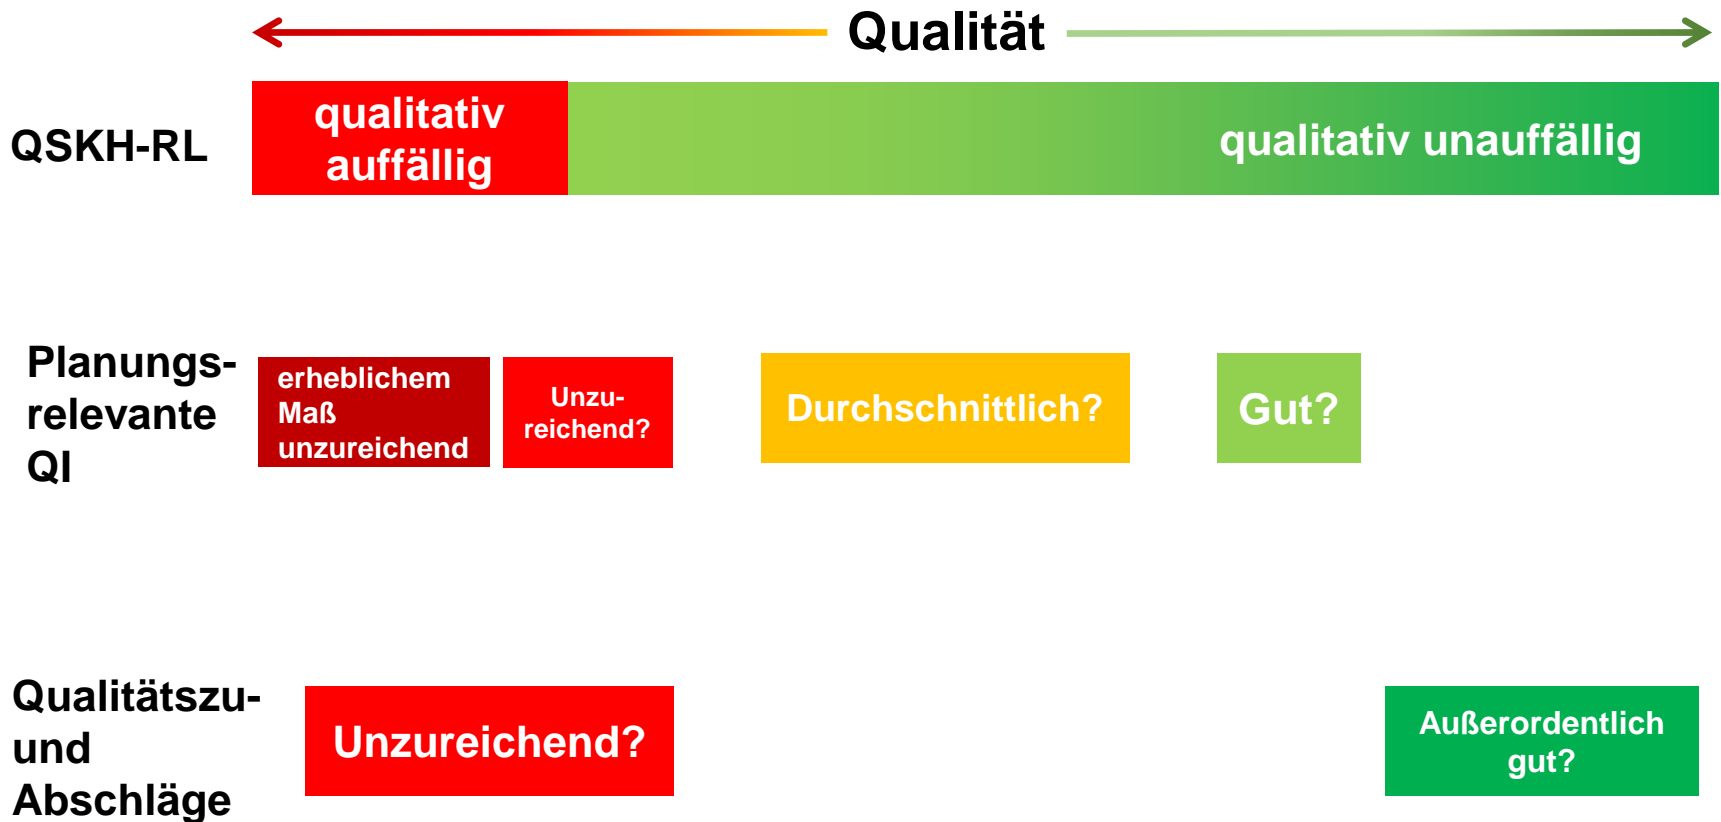 Qualität
QSKH-RL
qualitativ
auffällig
qualitativ unauffällig
Planungs-
relevante
QI
erheblichem
Maß
unzureichend
Unzu-
reichend?
Durchschnittlich?
Gut?
Qualitätszu-
und
Abschläge
Unzureichend?
Außerordentlich
gut?